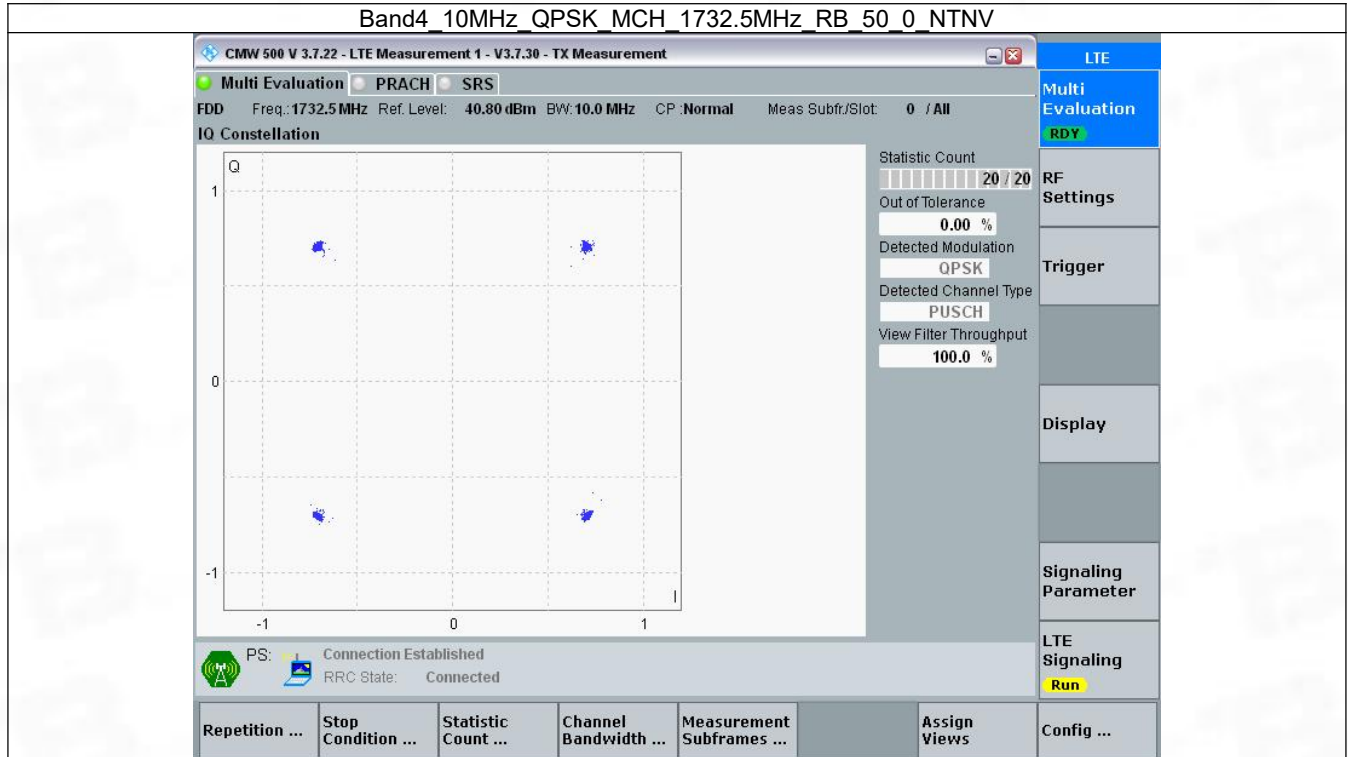 Band4_10MHz_QPSK_MCH_1732.5MHz_RB_50_0_NTNV
CMW 500 V 3.7.22 - LTE Measurement 1 - V3.7.30 - TX Measurement
LTE
Multi Evaluation PRACH SRS
Multi
Evaluation
RDY
FDD Freq.:1732.5 MHz Ref. Level: 40.80 dBm BW:10.0 MHz CP :Normal Meas Subfr./Slot: 0 / All
IQ Constellation
Q
1
0
-1
I
-1 0 1
Statistic Count
20 / 20
Out of Tolerance
0.00 %
Detected Modulation
QPSK
Detected Channel Type
PUSCH
View Filter Throughput
100.0 %
RF
Settings
Trigger
Display
Signaling
Parameter
LTE
Signaling
Run
PS: Connection Established
RRC State: Connected
Repetition ...
Stop
Condition ...
Statistic
Count ...
Channel
Bandwidth ...
Measurement
Subframes ...
Assign
Views
Config ...